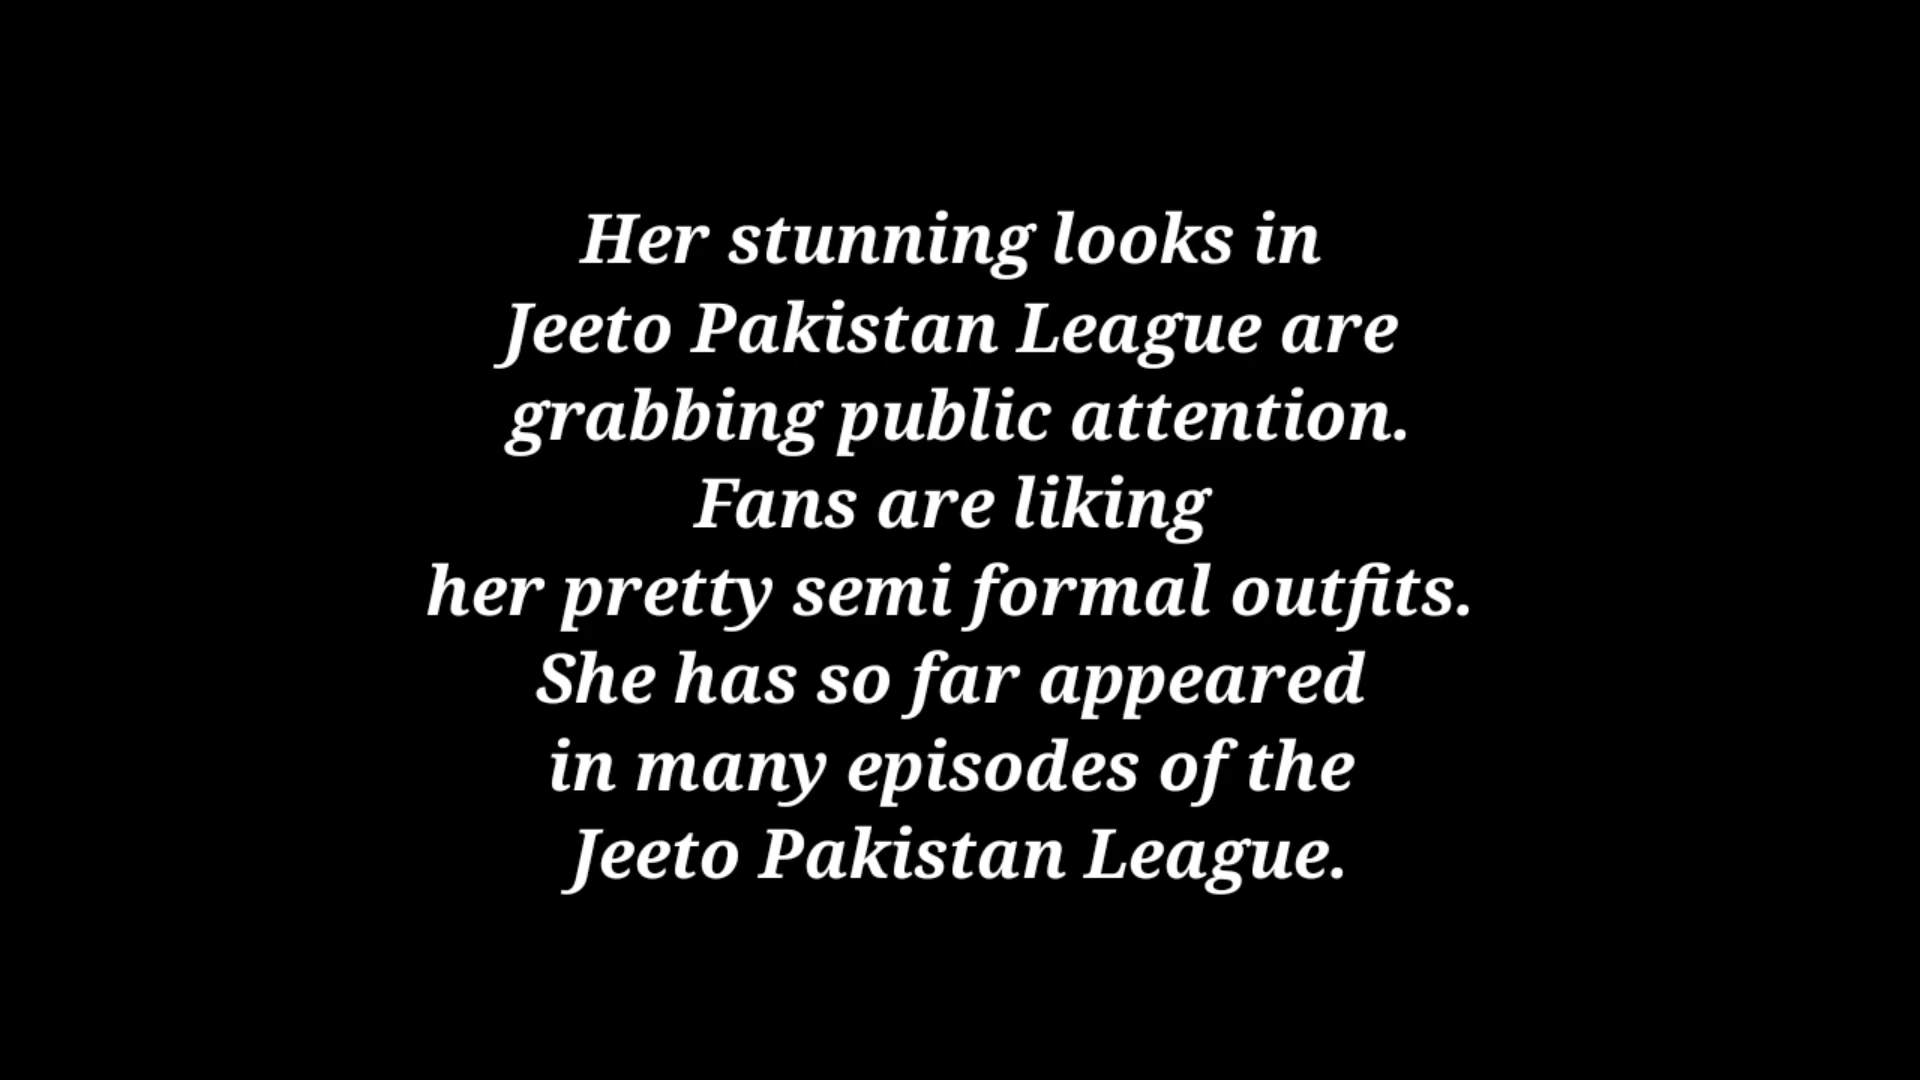 Her stunning looks in
Jeeto Pakistan League are
grabbing public attention.
Fans are liking
her pretty semi formal outfits.
She has so far appeared
in many episodes of the
Jeeto Pakistan League.